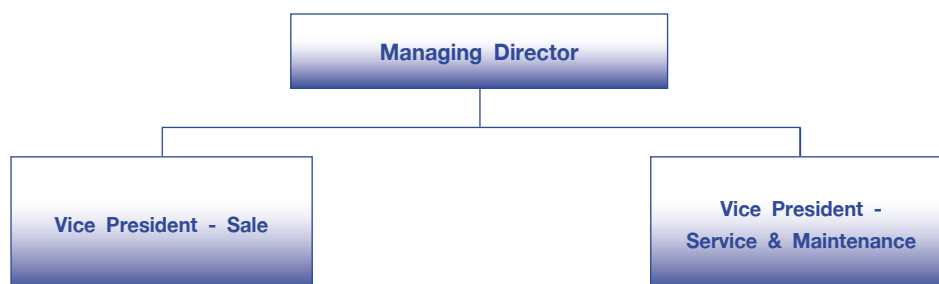 Managing Director
Vice President - Sale
Vice President -
Service & Maintenance